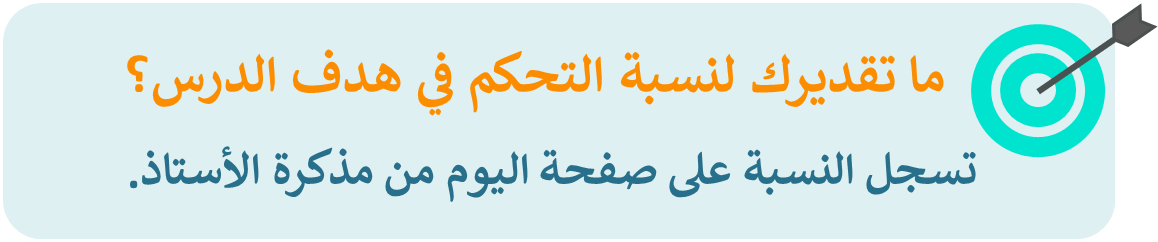 ما تقديرك لنسبة التحكم في هدف الدرس؟
تسجل النسبة على صفحة اليوم من مذكرة الأستاذ.